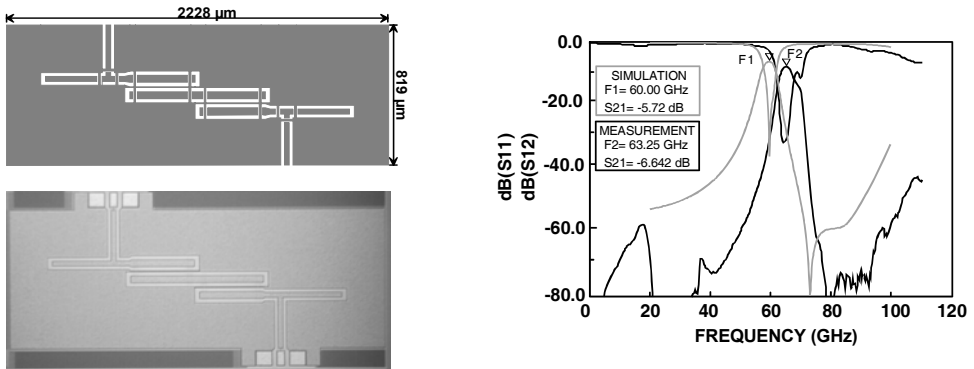 2228 µm
819 µm
0.0
-20.0
-40.0
-60.0
-80.0
dB(S11)
dB(S12)
F1
F2
SIMULATION
F1= 60.00 GHz
S21= -5.72 dB
MEASUREMENT
F2= 63.25 GHz
S21= -6.642 dB
0 20 40 60 80 100 120
FREQUENCY (GHz)